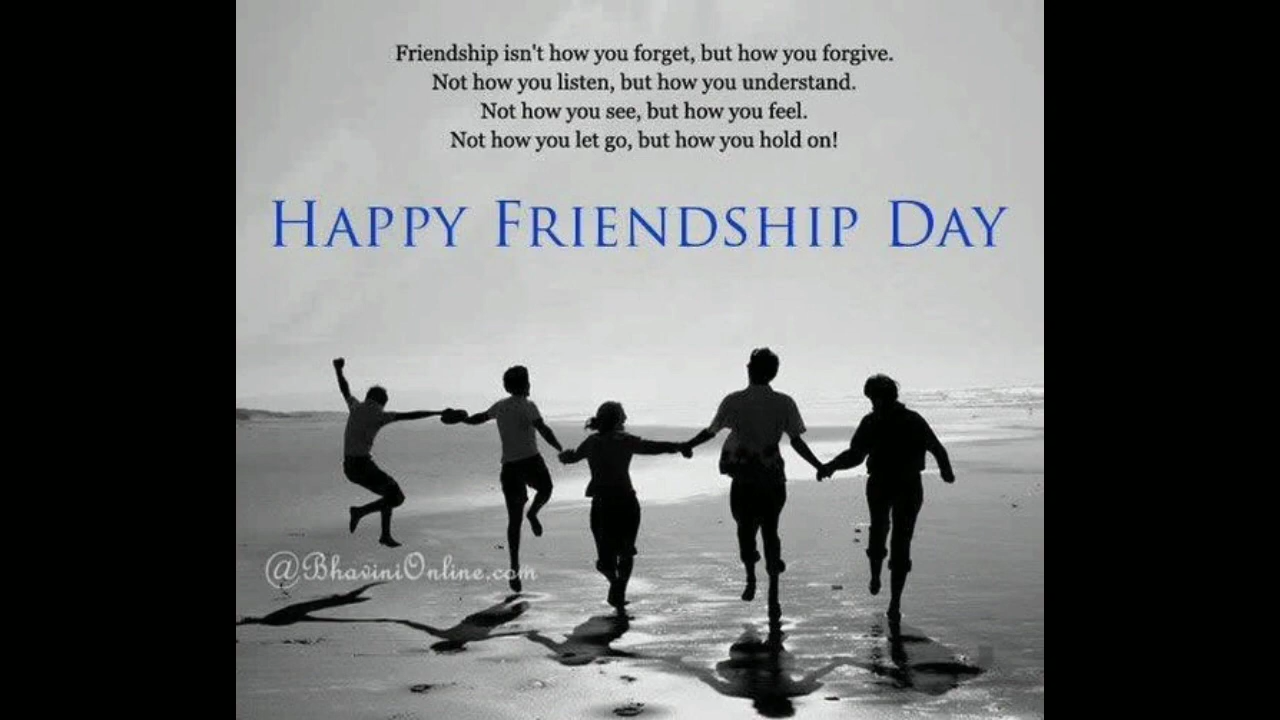 Friendship isn't how you forget, but how you forgive.
Not how you listen, but how you understand.
Not how you see, but how you feel.
Not how you let go, but how you hold on!
HAPPY FRIENDSHIP DAY
@BhaviniOnline.com